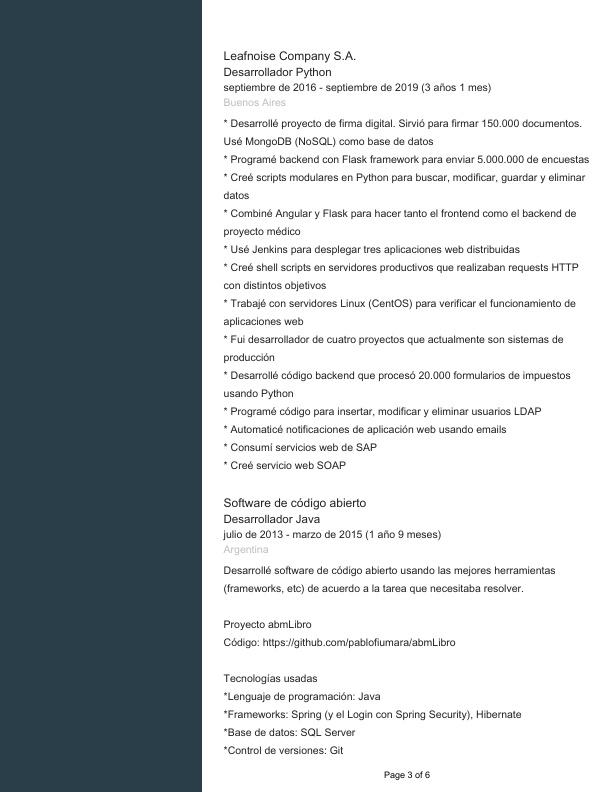 Leafnoise Company S.A.
Desarrollador Python
septiembre de 2016 - septiembre de 2019 (3 años 1 mes)
Buenos Aires
* Desarrollé proyecto de firma digital. Sirvió para firmar 150.000 documentos.
Usé MongoDB (NoSQL) como base de datos
* Programé backend con Flask framework para enviar 5.000.000 de encuestas
* Creé scripts modulares en Python para buscar, modificar, guardar y eliminar
datos
* Combiné Angular y Flask para hacer tanto el frontend como el backend de
proyecto médico
* Usé Jenkins para desplegar tres aplicaciones web distribuidas
* Creé shell scripts en servidores productivos que realizaban requests HTTP
con distintos objetivos
* Trabajé con servidores Linux (CentOS) para verificar el funcionamiento de
aplicaciones web
* Fui desarrollador de cuatro proyectos que actualmente son sistemas de
producción
* Desarrollé código backend que procesó 20.000 formularios de impuestos
usando Python
* Programé código para insertar, modificar y eliminar usuarios LDAP
* Automaticé notificaciones de aplicación web usando emails
* Consumí servicios web de SAP
* Creé servicio web SOAP
Software de código abierto
Desarrollador Java
julio de 2013 - marzo de 2015 (1 año 9 meses)
Argentina
Desarrollé software de código abierto usando las mejores herramientas
(frameworks, etc) de acuerdo a la tarea que necesitaba resolver.
Proyecto abmLibro
Código: https://github.com/pablofiumara/abmLibro
Tecnologías usadas
*Lenguaje de programación: Java
*Frameworks: Spring (y el Login con Spring Security), Hibernate
*Base de datos: SQL Server
*Control de versiones: Git
Page 3 of 6